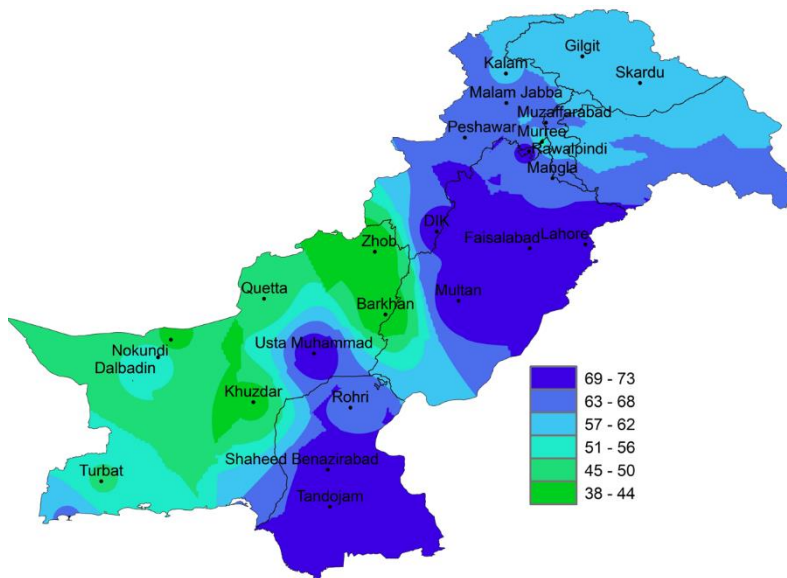 Gilgit
Kalam
Skardu
Malam Jabba
Muzaffarabad
Peshawar
Murree
Rawalpindi
Mangla
DIK
Faisalabad
Lahore
Zhob
Quetta
Multan
Barkhan
Usta Muhammad
Nokundi
Dalbadin
Khuzdar
Rohri
Shaheed Benazirabad
Turbat
Tandojam
69 - 73
63 - 68
57 - 62
51 - 56
45 - 50
38 - 44